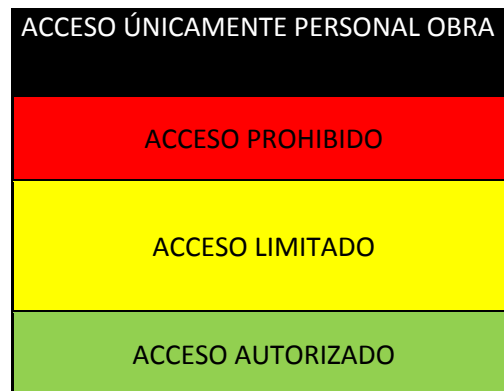 ACCESO ÚNICAMENTE PERSONAL OBRA
ACCESO PROHIBIDO
ACCESO LIMITADO
ACCESO AUTORIZADO